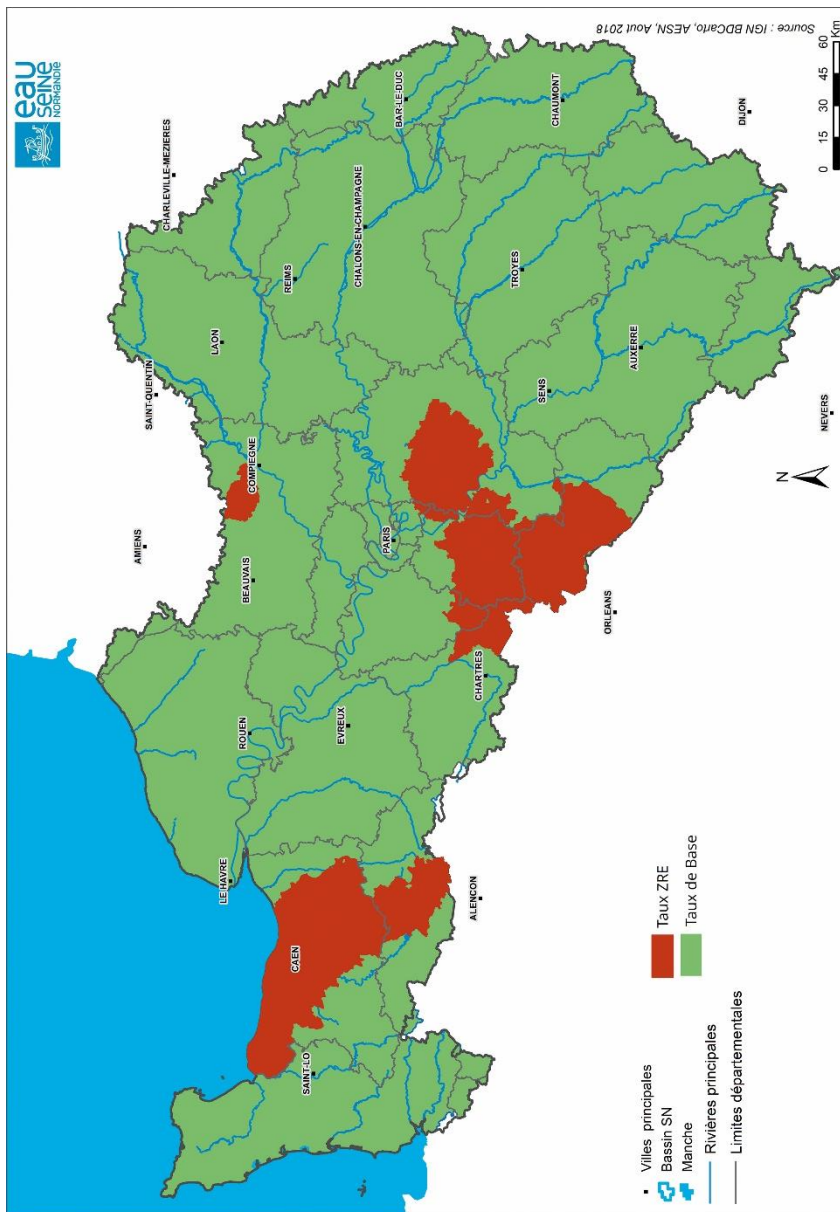 eau
SEINE
NORMANDIE
CHARLEVILLE-MEZIERES
SAINT-QUENTIN
AMIENS
LAON
COMPIEGNE
BEAUVAIS
ROUEN
LE HAVRE
REIMS
BAR-LE-DUC
CHALONS-EN-CHAMPAGNE
PARIS
EVREUX
CAEN
SAINT-LO
CHAUMONT
TROYES
SENS
CHARTRES
ALENCON
AUXERRE
ORLEANS
DIJON
NEVERS
N
Villes principales
Bassin SN
Manche
Rivières principales
Limites départementales
Taux ZRE
Taux de Base
0 15 30 45 60
Km
Source : IGN BDCarto, AESN, Aout 2018